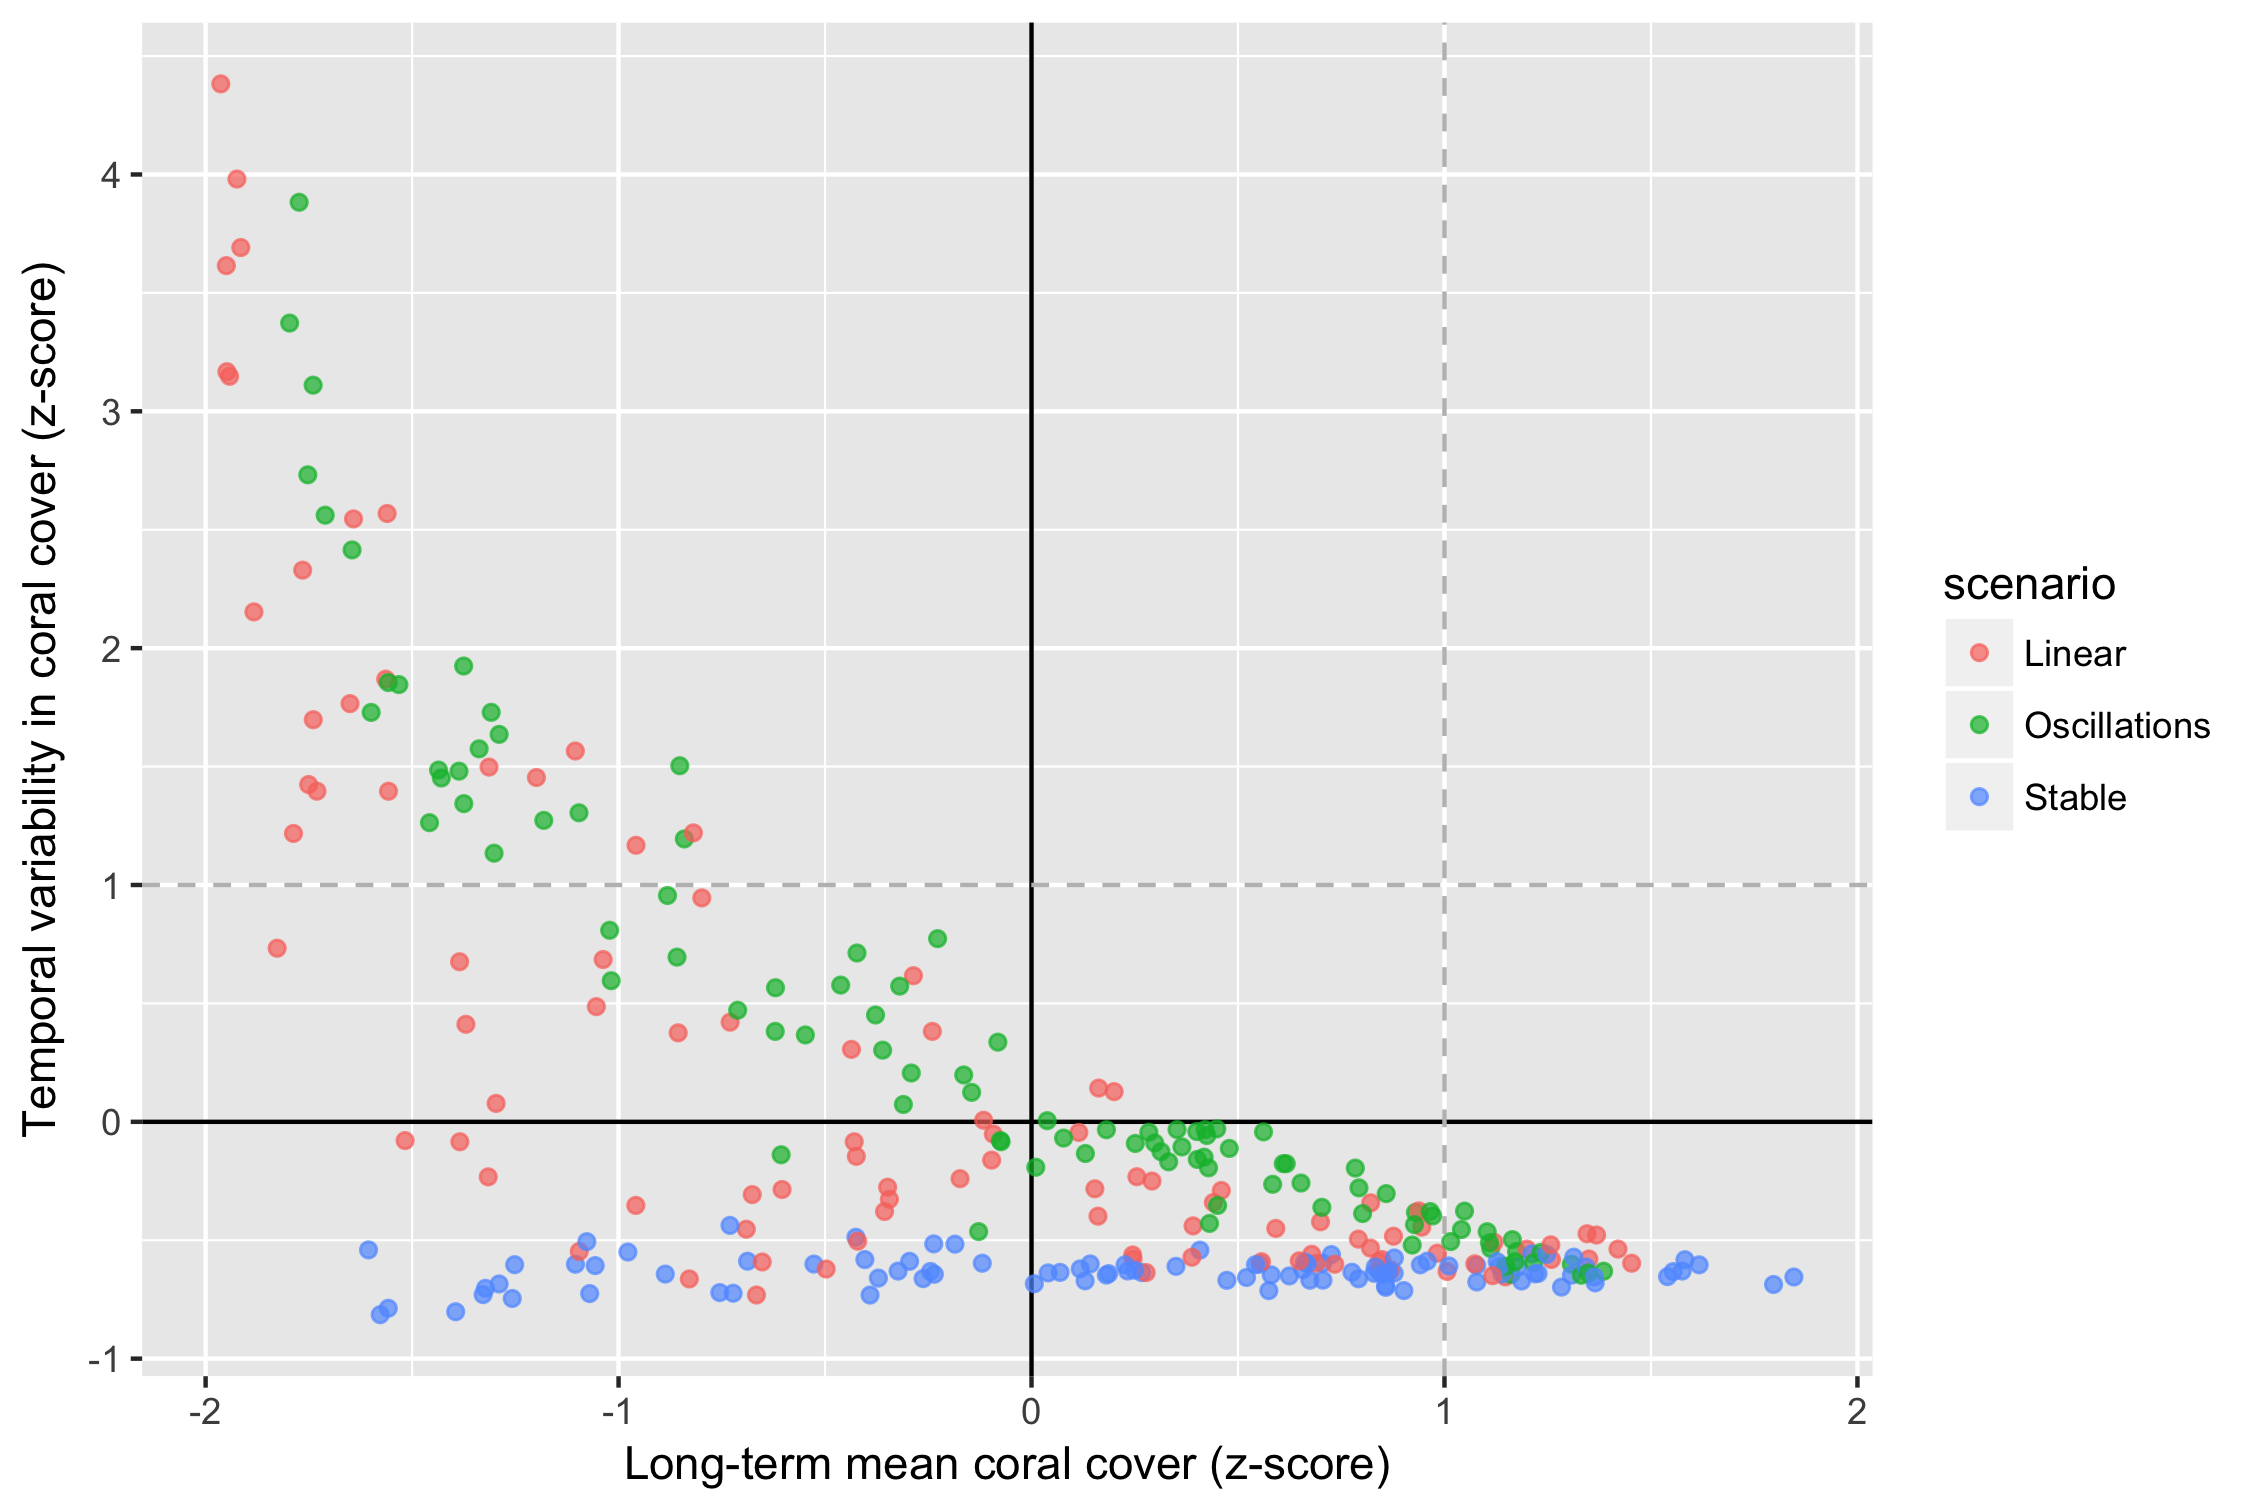 Temporal variability in coral cover (z-score)
4
3
2
1
0
-1
-2
-1
0
1
2
Long-term mean coral cover (z-score)
scenario
Linear
Oscillations
Stable